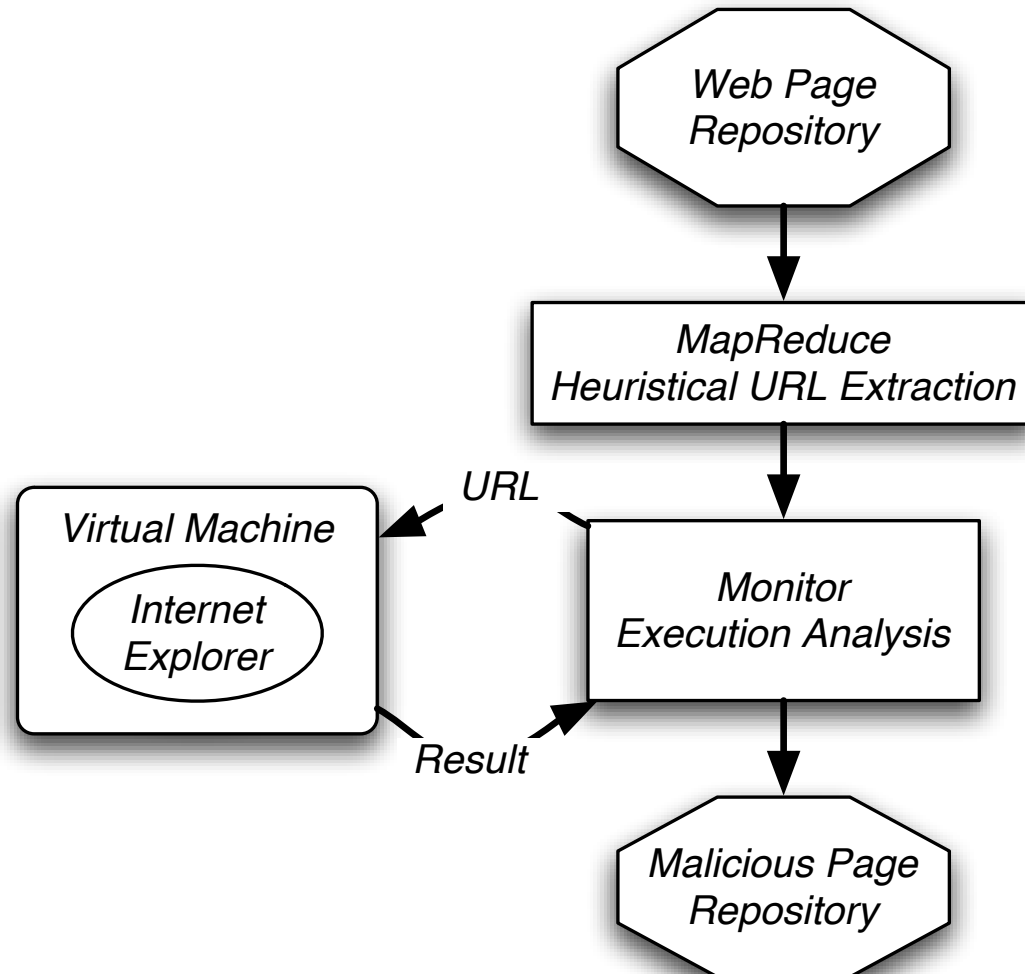 Web Page
Repository
MapReduce
Heuristical URL Extraction
URL
Virtual Machine
Internet
Explorer
Monitor
Execution Analysis
Result
Malicious Page
Repository